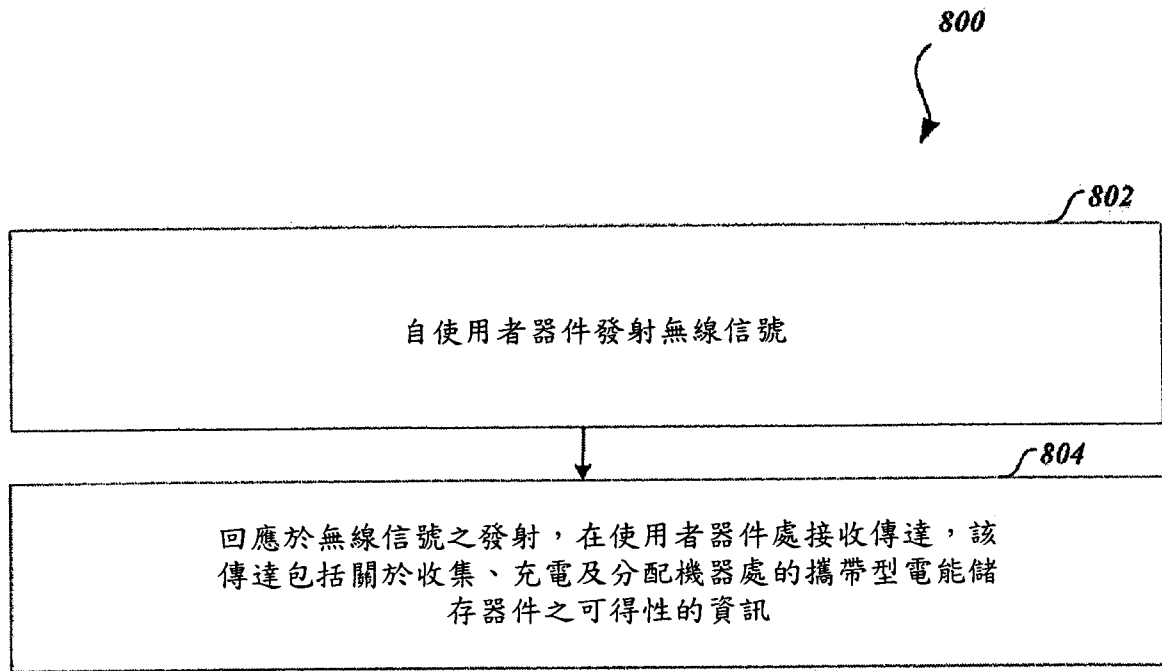 800
802
自使用者器件發射無線信號
804
回應於無線信號之發射，在使用者器件處接收傳達，該
傳達包括關於收集、充電及分配機器處的攜帶型電能儲
存器件之可得性的資訊